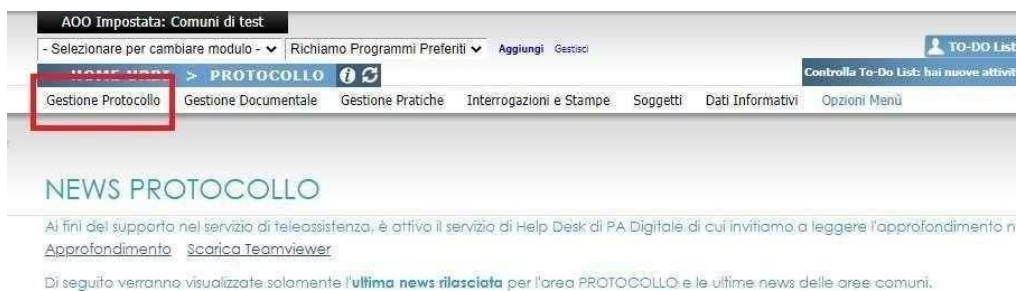 AOO Impostata: Comuni di test
- Selezionare per cambiare modulo - Richiamo Programmi Preferiti Aggiungi Gestisci
TO-DO List
HOME URBI > PROTOCOLLO
Controlla To-Do List: hai nuove attivit
Gestione Protocollo Gestione Documentale Gestione Pratiche Interrogazioni e Stampe Soggetti Dati Informativi Opzioni Menù
NEWS PROTOCOLLO
Ai fini del supporto nel servizio di teleassistenza, è attivo il servizio di Help Desk di PA Digitale di cui invitiamo a leggere l'approfondimento n
Approfondimento Scarica Teamviewer
Di seguito verranno visualizzate solamente l'ultima news rilasciata per l'area PROTOCOLLO e le ultime news delle aree comuni.